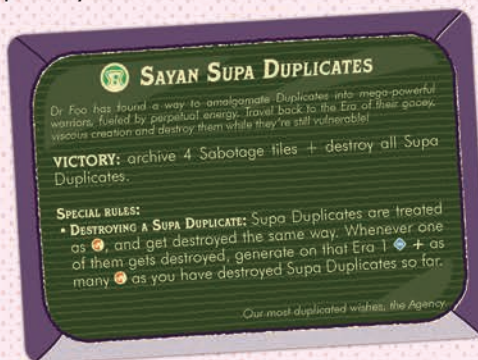 SAYAN SUPA DUPLICATES
Dr Foo has found a way to amalgamate Duplicates into mega-powerful
warriors, fueled by perpetual energy. Travel back to the Era of their gooey,
viscous creation and destroy them while they're still vulnerable!
VICTORY: archive 4 Sabotage tiles + destroy all Supa
Duplicates.
SPECIAL RULES:
• DESTROYING A SUPA DUPLICATE: Supa Duplicates are treated
as , and get destroyed the same way. Whenever one
of them gets destroyed, generate on that Era 1 + as
many as you have destroyed Supa Duplicates so far.
Our most duplicated wishes, the Agency.